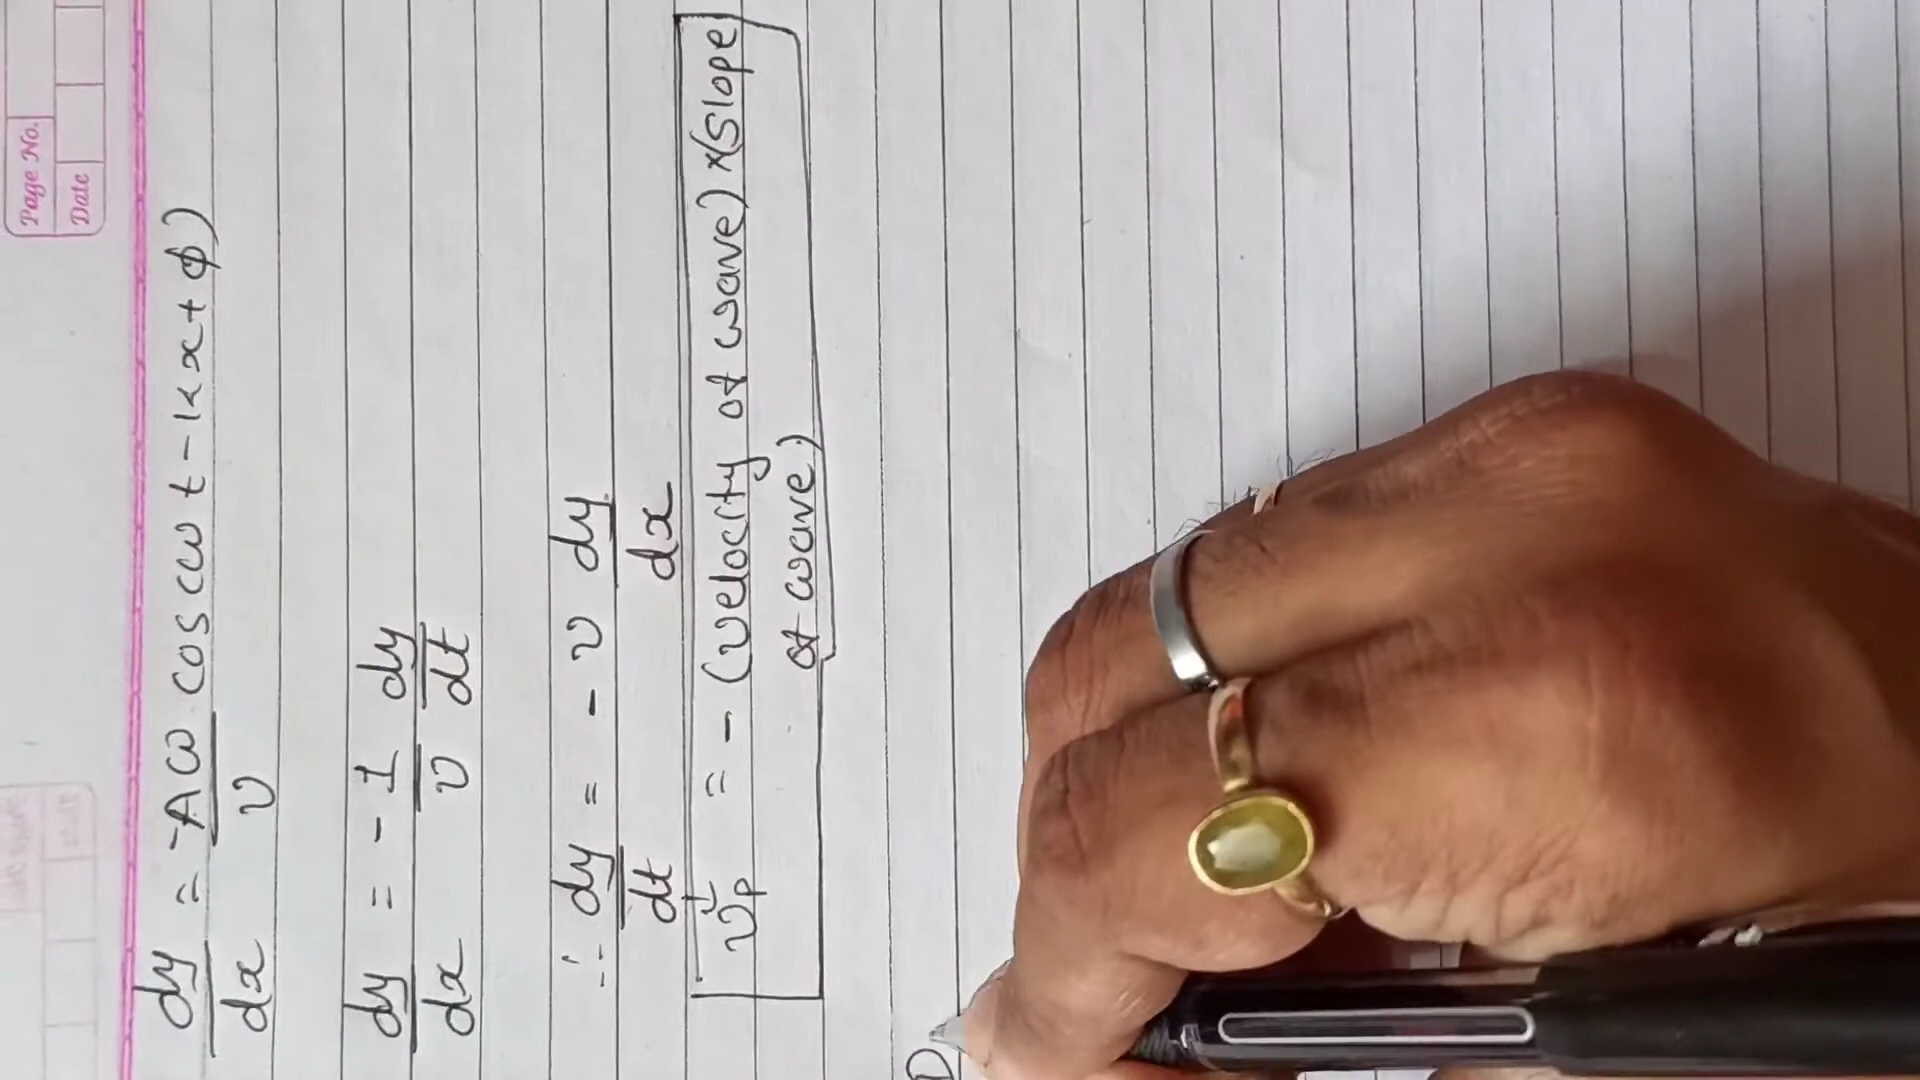 Page No.
Date
dy/dx = -Aω/v cos(ωt - kx + φ)
dy/dx = -1/v dy/dt
∴ dy/dt = -v dy/dx
v⃗p = -(velocity of wave) × (slope
of wave)
D